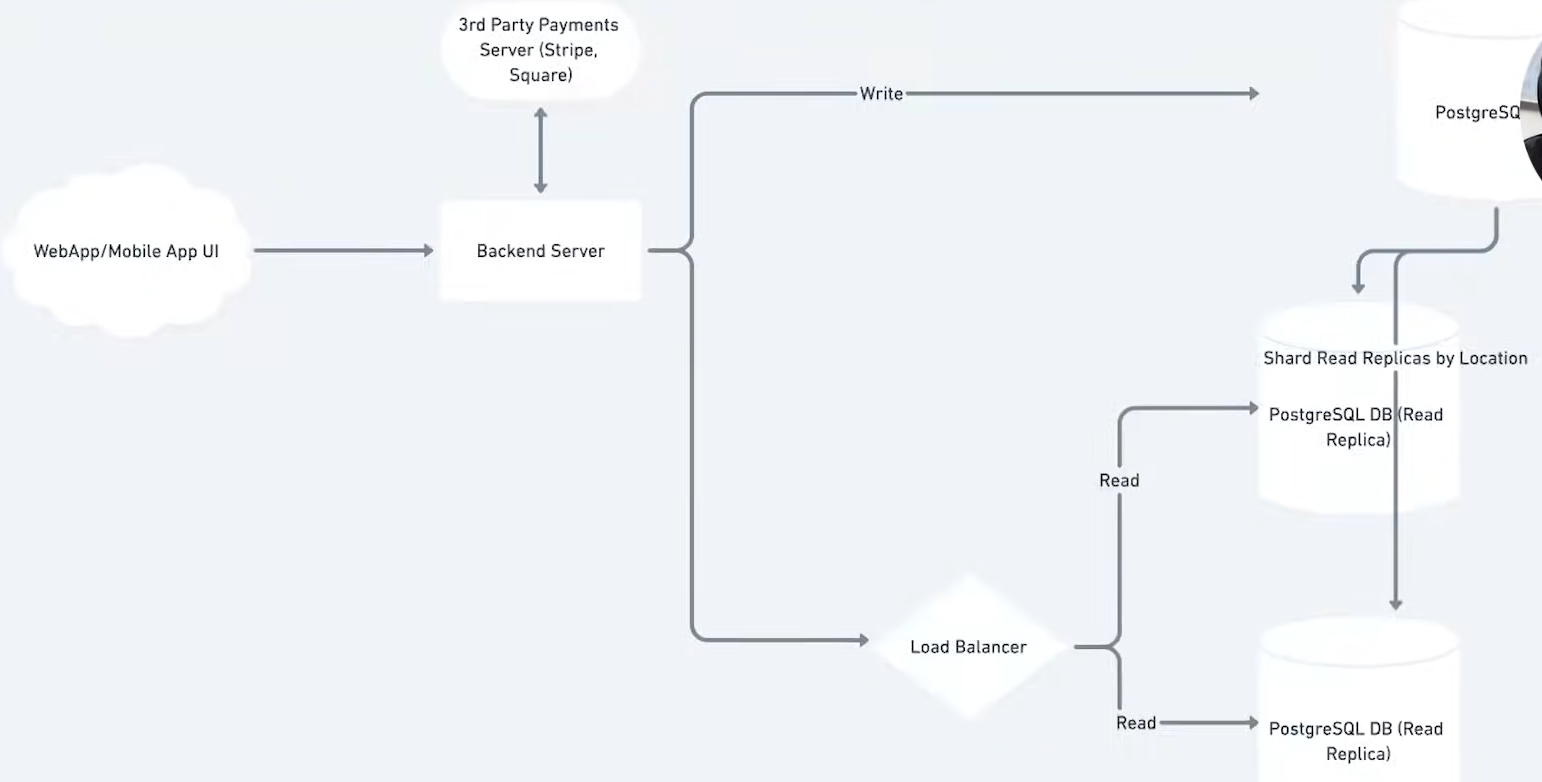 3rd Party Payments
Server (Stripe,
Square)
Write
PostgreSQ
WebApp/Mobile App UI
Backend Server
Shard Read Replicas by Location
PostgreSQL DB (Read
Replica)
Read
Load Balancer
Read
PostgreSQL DB (Read
Replica)